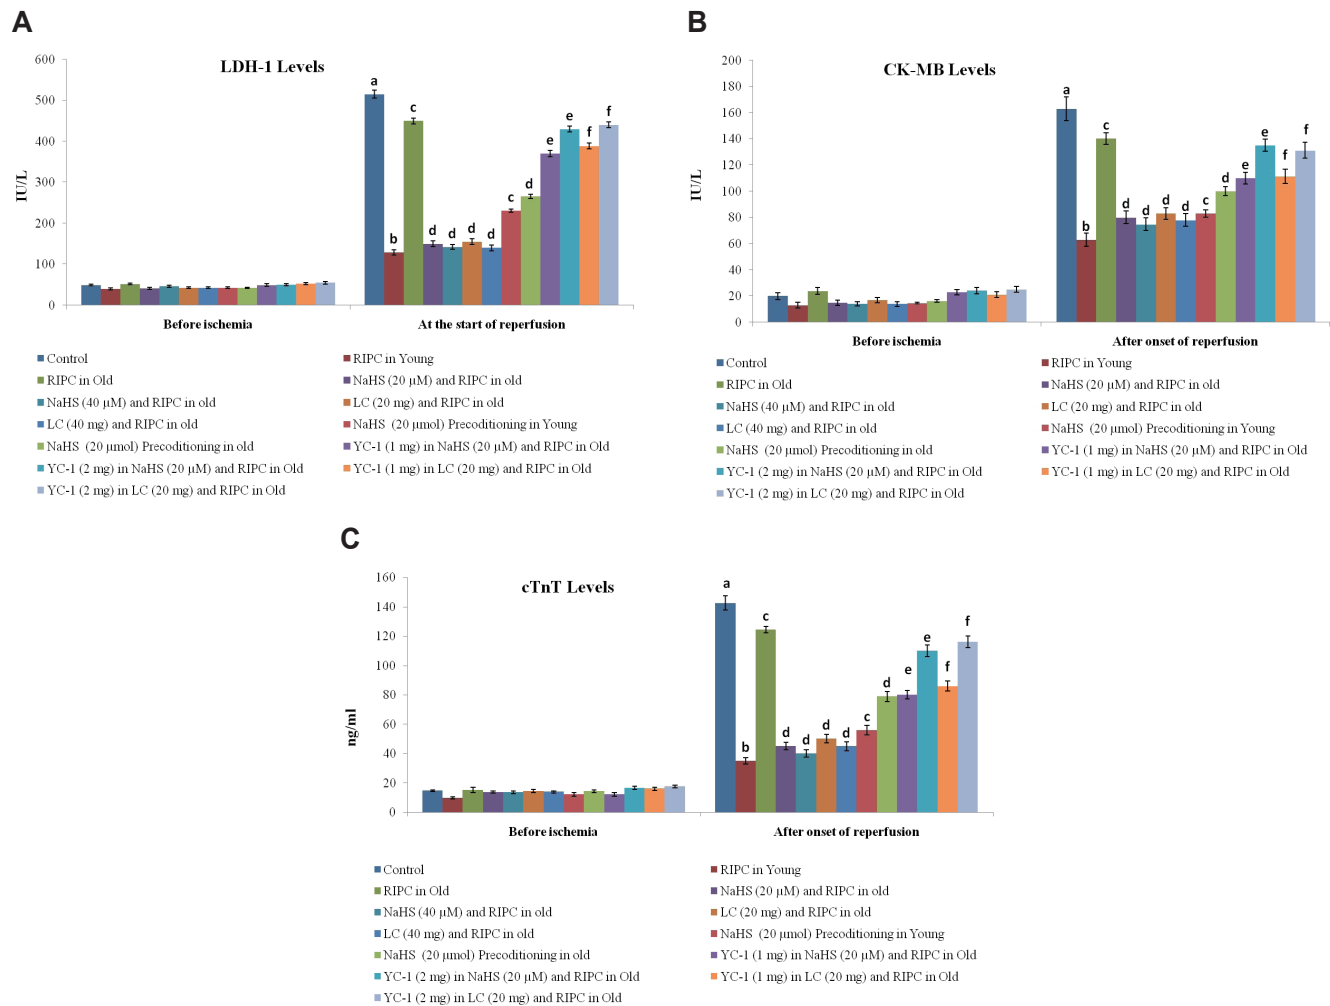 A
LDH-1 Levels
IU/L
600
500
400
300
200
100
0
a
b
c
d
d
d
d
c
d
e
e
f
f
Before ischemia
At the start of reperfusion
Control
RIPC in Young
RIPC in Old
NaHS (20 µM) and RIPC in old
NaHS (40 µM) and RIPC in old
LC (20 mg) and RIPC in old
LC (40 mg) and RIPC in old
NaHS (20 µmol) Precoditioning in Young
NaHS (20 µmol) Precoditioning in old
YC-1 (1 mg) in NaHS (20 µM) and RIPC in Old
YC-1 (2 mg) in NaHS (20 µM) and RIPC in Old
YC-1 (1 mg) in LC (20 mg) and RIPC in Old
YC-1 (2 mg) in LC (20 mg) and RIPC in Old
B
CK-MB Levels
IU/L
200
180
160
140
120
100
80
60
40
20
0
a
b
c
d
d
d
d
c
d
e
e
f
f
Before ischemia
After onset of reperfusion
Control
RIPC in Young
RIPC in Old
NaHS (20 µM) and RIPC in old
NaHS (40 µM) and RIPC in old
LC (20 mg) and RIPC in old
LC (40 mg) and RIPC in old
NaHS (20 µmol) Precoditioning in Young
NaHS (20 µmol) Precoditioning in old
YC-1 (1 mg) in NaHS (20 µM) and RIPC in Old
YC-1 (2 mg) in NaHS (20 µM) and RIPC in Old
YC-1 (1 mg) in LC (20 mg) and RIPC in Old
YC-1 (2 mg) in LC (20 mg) and RIPC in Old
C
cTnT Levels
ng/ml
160
140
120
100
80
60
40
20
0
a
b
c
d
d
d
d
c
d
e
e
f
f
Before ischemia
After onset of reperfusion
Control
RIPC in Young
RIPC in Old
NaHS (20 µM) and RIPC in old
NaHS (40 µM) and RIPC in old
LC (20 mg) and RIPC in old
LC (40 mg) and RIPC in old
NaHS (20 µmol) Precoditioning in Young
NaHS (20 µmol) Precoditioning in old
YC-1 (1 mg) in NaHS (20 µM) and RIPC in Old
YC-1 (2 mg) in NaHS (20 µM) and RIPC in Old
YC-1 (1 mg) in LC (20 mg) and RIPC in Old
YC-1 (2 mg) in LC (20 mg) and RIPC in Old